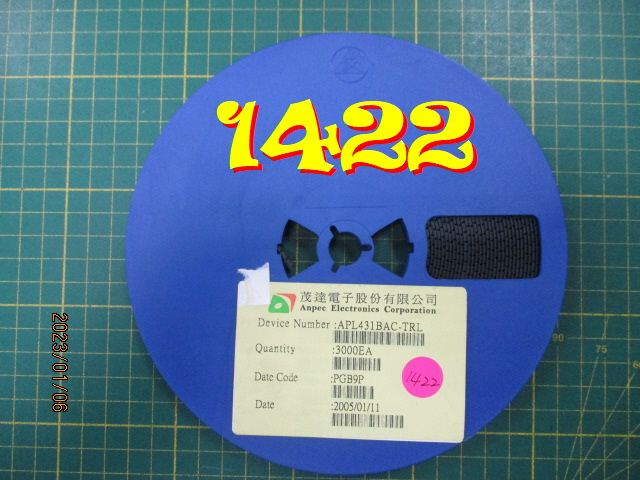 1422
茂達電子股份有限公司
Anpec Electronics Corporation
Device Number :APL431BAC-TRL
Quantity :3000EA
Date Code :PGB9P
1422
Date :2005/01/11
2023/01/06